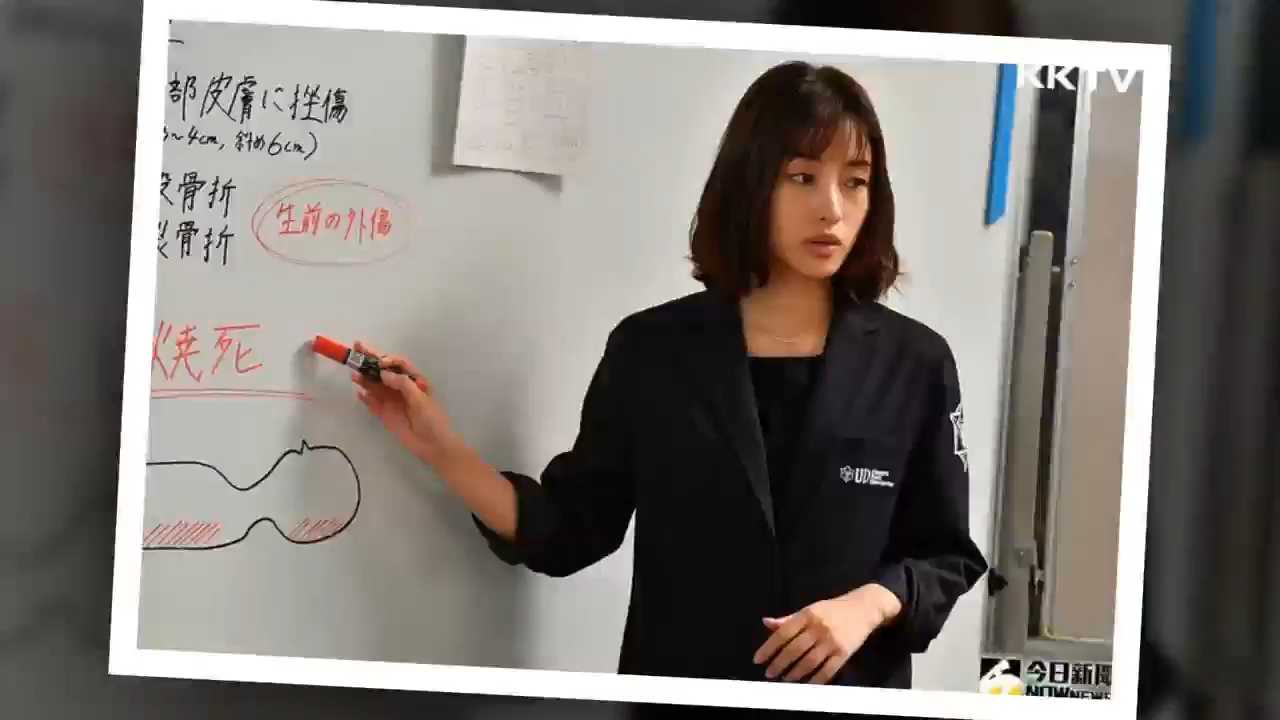 部皮膚に挫傷
~4cm, 斜め6cm)
骨折
骨折
生前の外傷
焼死
KKTV
UDI
今日新聞
NOWNEWS